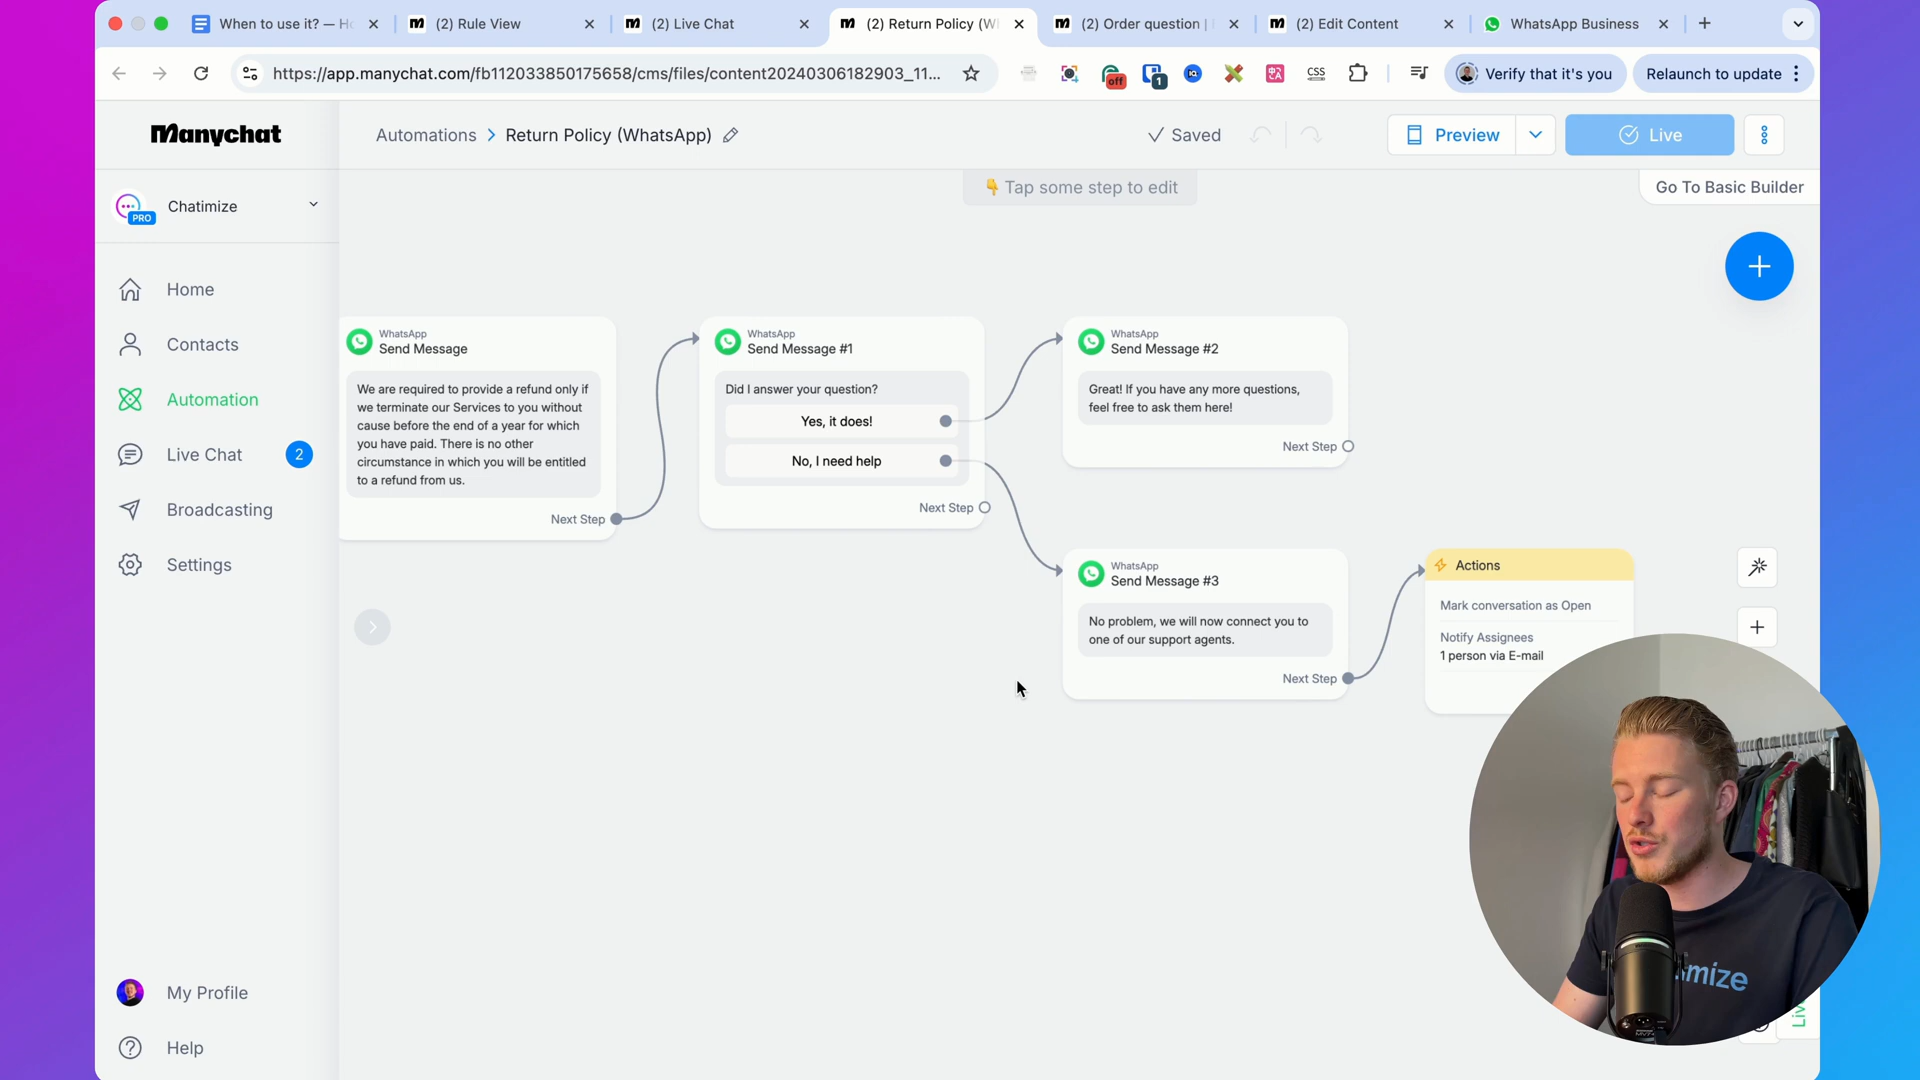 When to use it? — Ho
(2) Rule View
(2) Live Chat
(2) Return Policy (W
(2) Order question |
(2) Edit Content
WhatsApp Business
https://app.manychat.com/fb112033850175658/cms/files/content20240306182903_11...
off
1
CSS
Verify that it's you
Relaunch to update
Manychat
Automations
Return Policy (WhatsApp)
Saved
Preview
Live
👇 Tap some step to edit
Go To Basic Builder
PRO
Chatimize
Home
Contacts
Automation
Live Chat
2
Broadcasting
Settings
My Profile
Help
WhatsApp
Send Message
We are required to provide a refund only if
we terminate our Services to you without
cause before the end of a year for which
you have paid. There is no other
circumstance in which you will be entitled
to a refund from us.
Next Step
WhatsApp
Send Message #1
Did I answer your question?
Yes, it does!
No, I need help
Next Step
WhatsApp
Send Message #2
Great! If you have any more questions,
feel free to ask them here!
Next Step
WhatsApp
Send Message #3
No problem, we will now connect you to
one of our support agents.
Next Step
Actions
Mark conversation as Open
Notify Assignees
1 person via E-mail
mize
MV7+
Liv